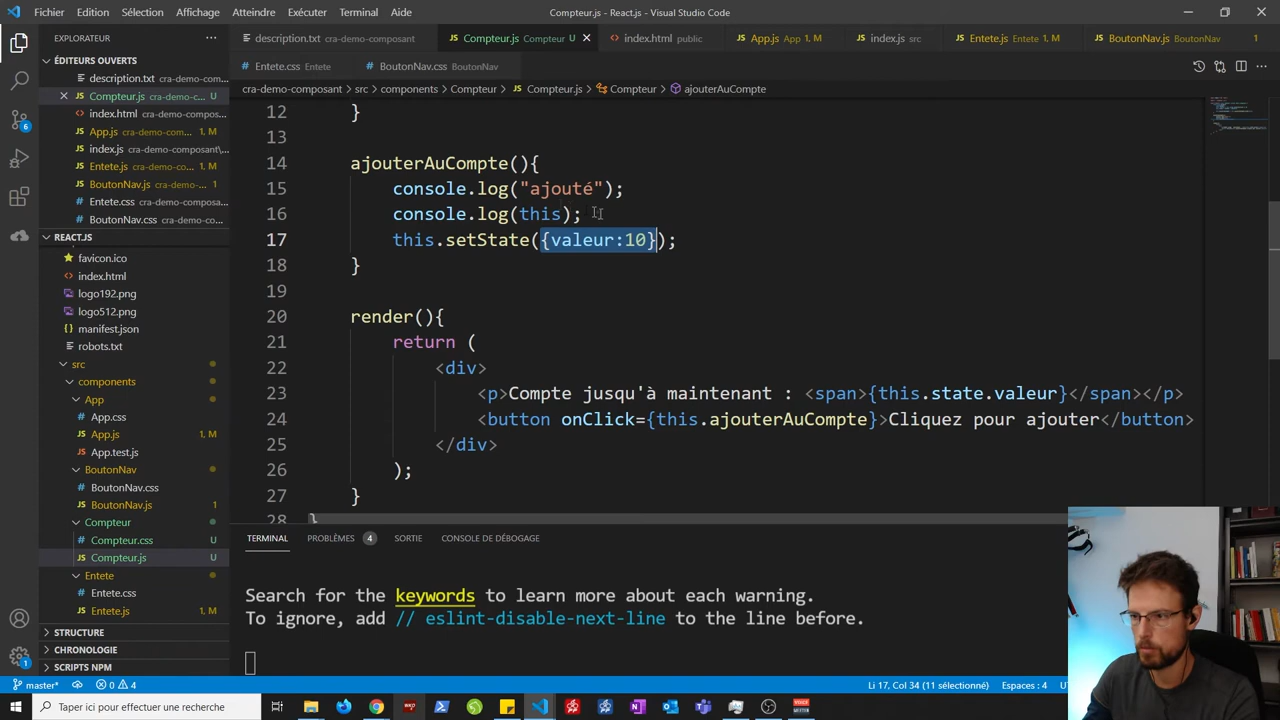 Fichier Edition Sélection Affichage Atteindre Exécuter Terminal Aide
Compteur.js - React.js - Visual Studio Code
EXPLORATEUR
ÉDITEURS OUVERTS
description.txt cra-demo-com...
Compteur.js cra-demo-co... U
index.html cra-demo-compos...
App.js cra-demo-com... 1, M
index.js cra-demo-composant\...
Entete.js cra-demo-co... 1, M
BoutonNav.js cra-demo-co... 1
Entete.css cra-demo-compos...
BoutonNav.css cra-demo-co...
REACT.JS
favicon.ico
index.html
logo192.png
logo512.png
manifest.json
robots.txt
src
components
App
App.css
App.js 1, M
App.test.js
BoutonNav
BoutonNav.css
BoutonNav.js 1
Compteur
Compteur.css U
Compteur.js U
Entete
Entete.css
Entete.js 1, M
STRUCTURE
CHRONOLOGIE
SCRIPTS NPM
description.txt cra-demo-composant
Compteur.js Compteur U
index.html public
App.js App 1, M
index.js src
Entete.js Entete 1, M
BoutonNav.js BoutonNav 1
Entete.css Entete
BoutonNav.css BoutonNav
cra-demo-composant > src > components > Compteur > Compteur.js > Compteur > ajouterAuCompte
12 }
13
14 ajouterAuCompte(){
15 console.log("ajouté");
16 console.log(this);
17 this.setState({valeur:10});
18 }
19
20 render(){
21 return (
22 <div>
23 <p>Compte jusqu'à maintenant : <span>{this.state.valeur}</span></p>
24 <button onClick={this.ajouterAuCompte}>Cliquez pour ajouter</button>
25 </div>
26 );
27 }
28 }
TERMINAL PROBLÈMES 4 SORTIE CONSOLE DE DÉBOGAGE
Search for the keywords to learn more about each warning.
To ignore, add // eslint-disable-next-line to the line before.
master* 0 4
Li 17, Col 34 (11 sélectionné) Espaces : 4
Taper ici pour effectuer une recherche